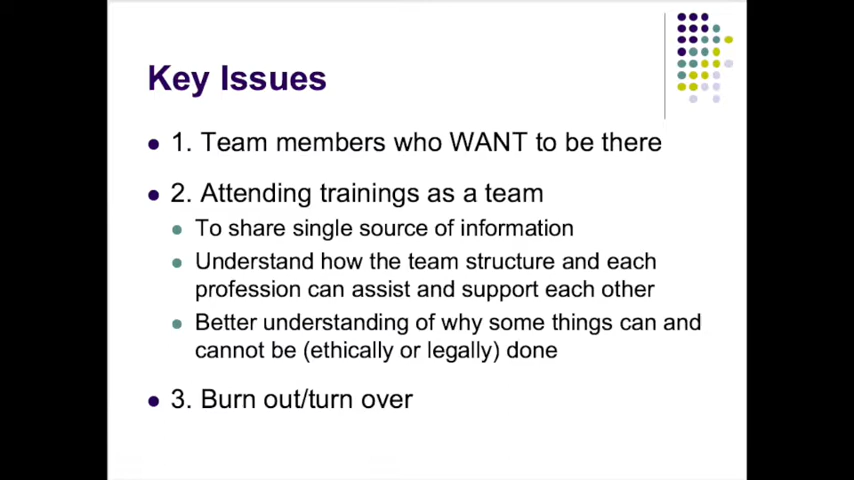 Key Issues
1. Team members who WANT to be there
2. Attending trainings as a team
To share single source of information
Understand how the team structure and each
profession can assist and support each other
Better understanding of why some things can and
cannot be (ethically or legally) done
3. Burn out/turn over